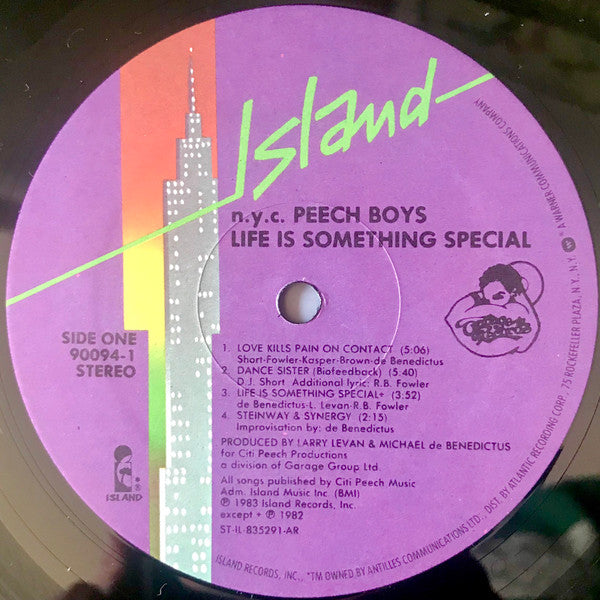 Island
n.y.c. PEECH BOYS
LIFE IS SOMETHING SPECIAL
SIDE ONE
90094-1
STEREO
1. LOVE KILLS PAIN ON CONTACT (5:06)
Short-Fowler-Kasper-Brown-de Benedictus
2. DANCE SISTER (Biofeedback) (5:40)
D.J. Short Additional lyric: R.B. Fowler
3. LIFE IS SOMETHING SPECIAL+ (3:52)
de Benedictus-L. Levan-R.B. Fowler
4. STEINWAY & SYNERGY (2:15)
Improvisation by: de Benedictus
PRODUCED BY LARRY LEVAN & MICHAEL de BENEDICTUS
for Citi Peech Productions
a division of Garage Group Ltd.
All songs published by Citi Peech Music
Adm. Island Music Inc. (BMI)
℗ 1983 Island Records, Inc.
except + ℗ 1982
ST-IL-835291-AR
ISLAND
ISLAND RECORDS, INC., *TM OWNED BY ANTILLES COMMUNICATIONS LTD., DIST. BY ATLANTIC RECORDING CORP., 75 ROCKEFELLER PLAZA, N.Y., N.Y. A WARNER COMMUNICATIONS COMPANY